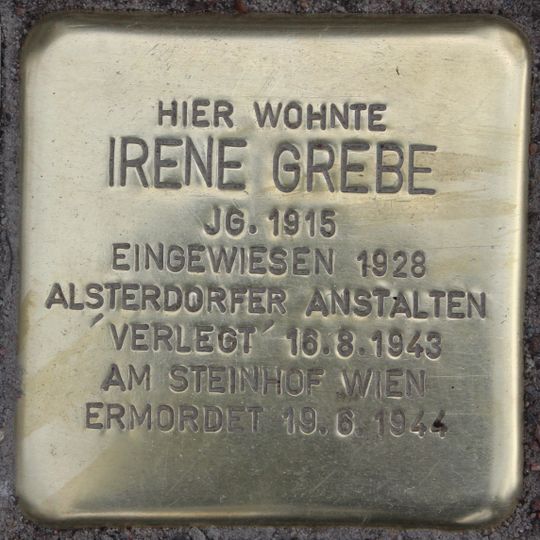 HIER WOHNTE
IRENE GREBE
JG. 1915
EINGEWIESEN 1928
ALSTERDORFER ANSTALTEN
´VERLEGT´ 16.8.1943
AM STEINHOF WIEN
ERMORDET 19.6.1944